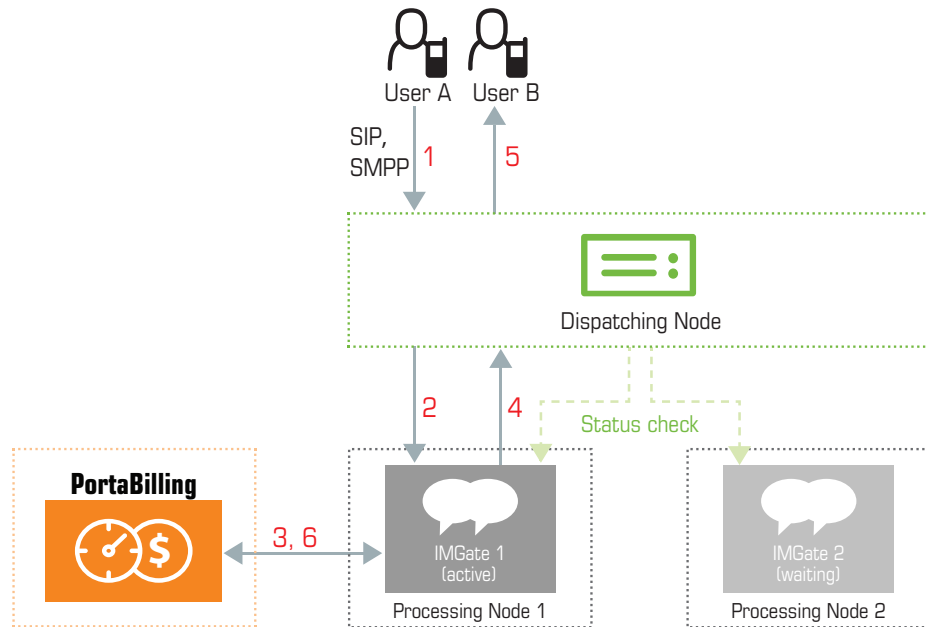 User A
User B
SIP,
SMPP
1
5
Dispatching Node
2
4
Status check
PortaBilling
$
3, 6
IMGate 1
(active)
IMGate 2
(waiting)
Processing Node 1
Processing Node 2